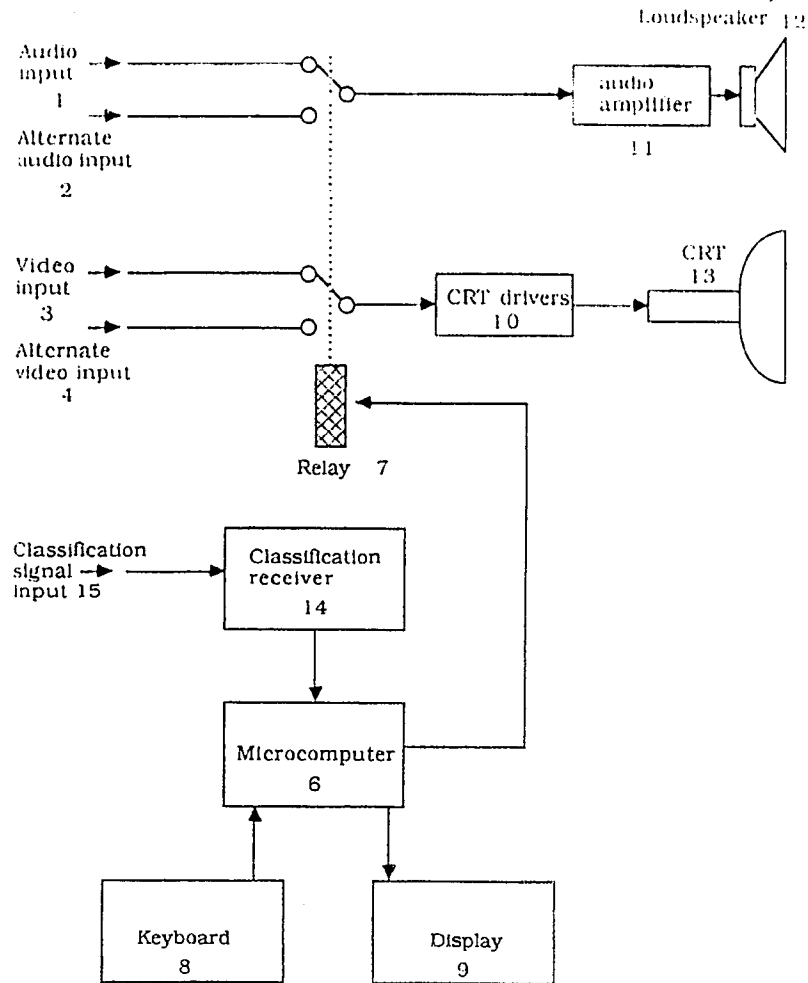 Loudspeaker 12
Audio
input
1
audio
amplifier
11
Alternate
audio input
2
Video
input
3
CRT
13
CRT drivers
10
Alternate
video input
4
Relay 7
Classification
signal
input 15
Classification
receiver
14
Microcomputer
6
Keyboard
8
Display
9